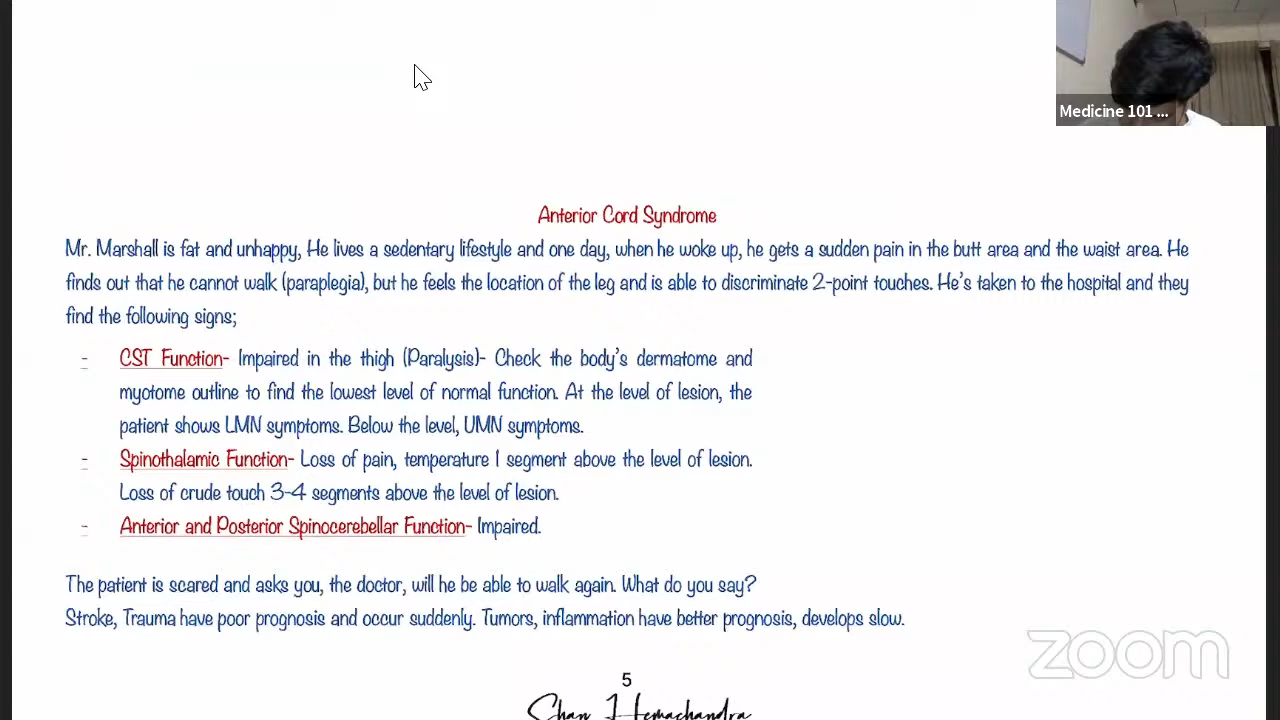 Medicine 101 ...
Anterior Cord Syndrome
Mr. Marshall is fat and unhappy, He lives a sedentary lifestyle and one day, when he woke up, he gets a sudden pain in the butt area and the waist area. He
finds out that he cannot walk (paraplegia), but he feels the location of the leg and is able to discriminate 2-point touches. He's taken to the hospital and they
find the following signs;
- CST Function- Impaired in the thigh (Paralysis)- Check the body's dermatome and
myotome outline to find the lowest level of normal function. At the level of lesion, the
patient shows LMN symptoms. Below the level, UMN symptoms.
- Spinothalamic Function- Loss of pain, temperature 1 segment above the level of lesion.
Loss of crude touch 3-4 segments above the level of lesion.
- Anterior and Posterior Spinocerebellar Function- Impaired.
The patient is scared and asks you, the doctor, will he be able to walk again. What do you say?
Stroke, Trauma have poor prognosis and occur suddenly. Tumors, inflammation have better prognosis, develops slow.
zoom
5
Shan Hemachandra